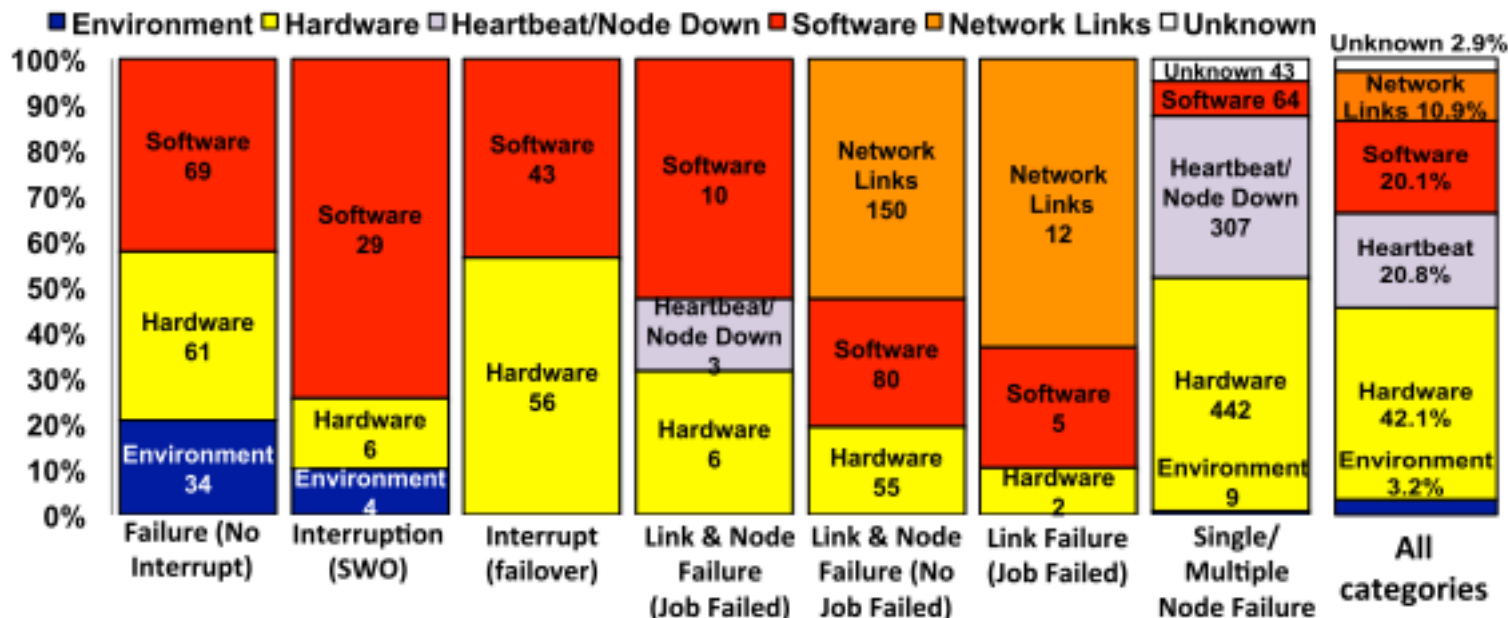 Environment Hardware Heartbeat/Node Down Software Network Links Unknown
100%
90%
80%
70%
60%
50%
40%
30%
20%
10%
0%
Software
69
Hardware
61
Environment
34
Failure (No
Interrupt)
Software
29
Hardware
6
Environment
4
Interruption
(SWO)
Software
43
Hardware
56
Interrupt
(failover)
Software
10
Heartbeat/
Node Down
3
Hardware
6
Link & Node
Failure
(Job Failed)
Network
Links
150
Software
80
Hardware
55
Link & Node
Failure (No
Job Failed)
Network
Links
12
Software
5
Hardware
2
Link Failure
(Job Failed)
Unknown 43
Software 64
Heartbeat/
Node Down
307
Hardware
442
Environment
9
Single/
Multiple
Node Failure
Unknown 2.9%
Network
Links 10.9%
Software
20.1%
Heartbeat
20.8%
Hardware
42.1%
Environment
3.2%
All
categories